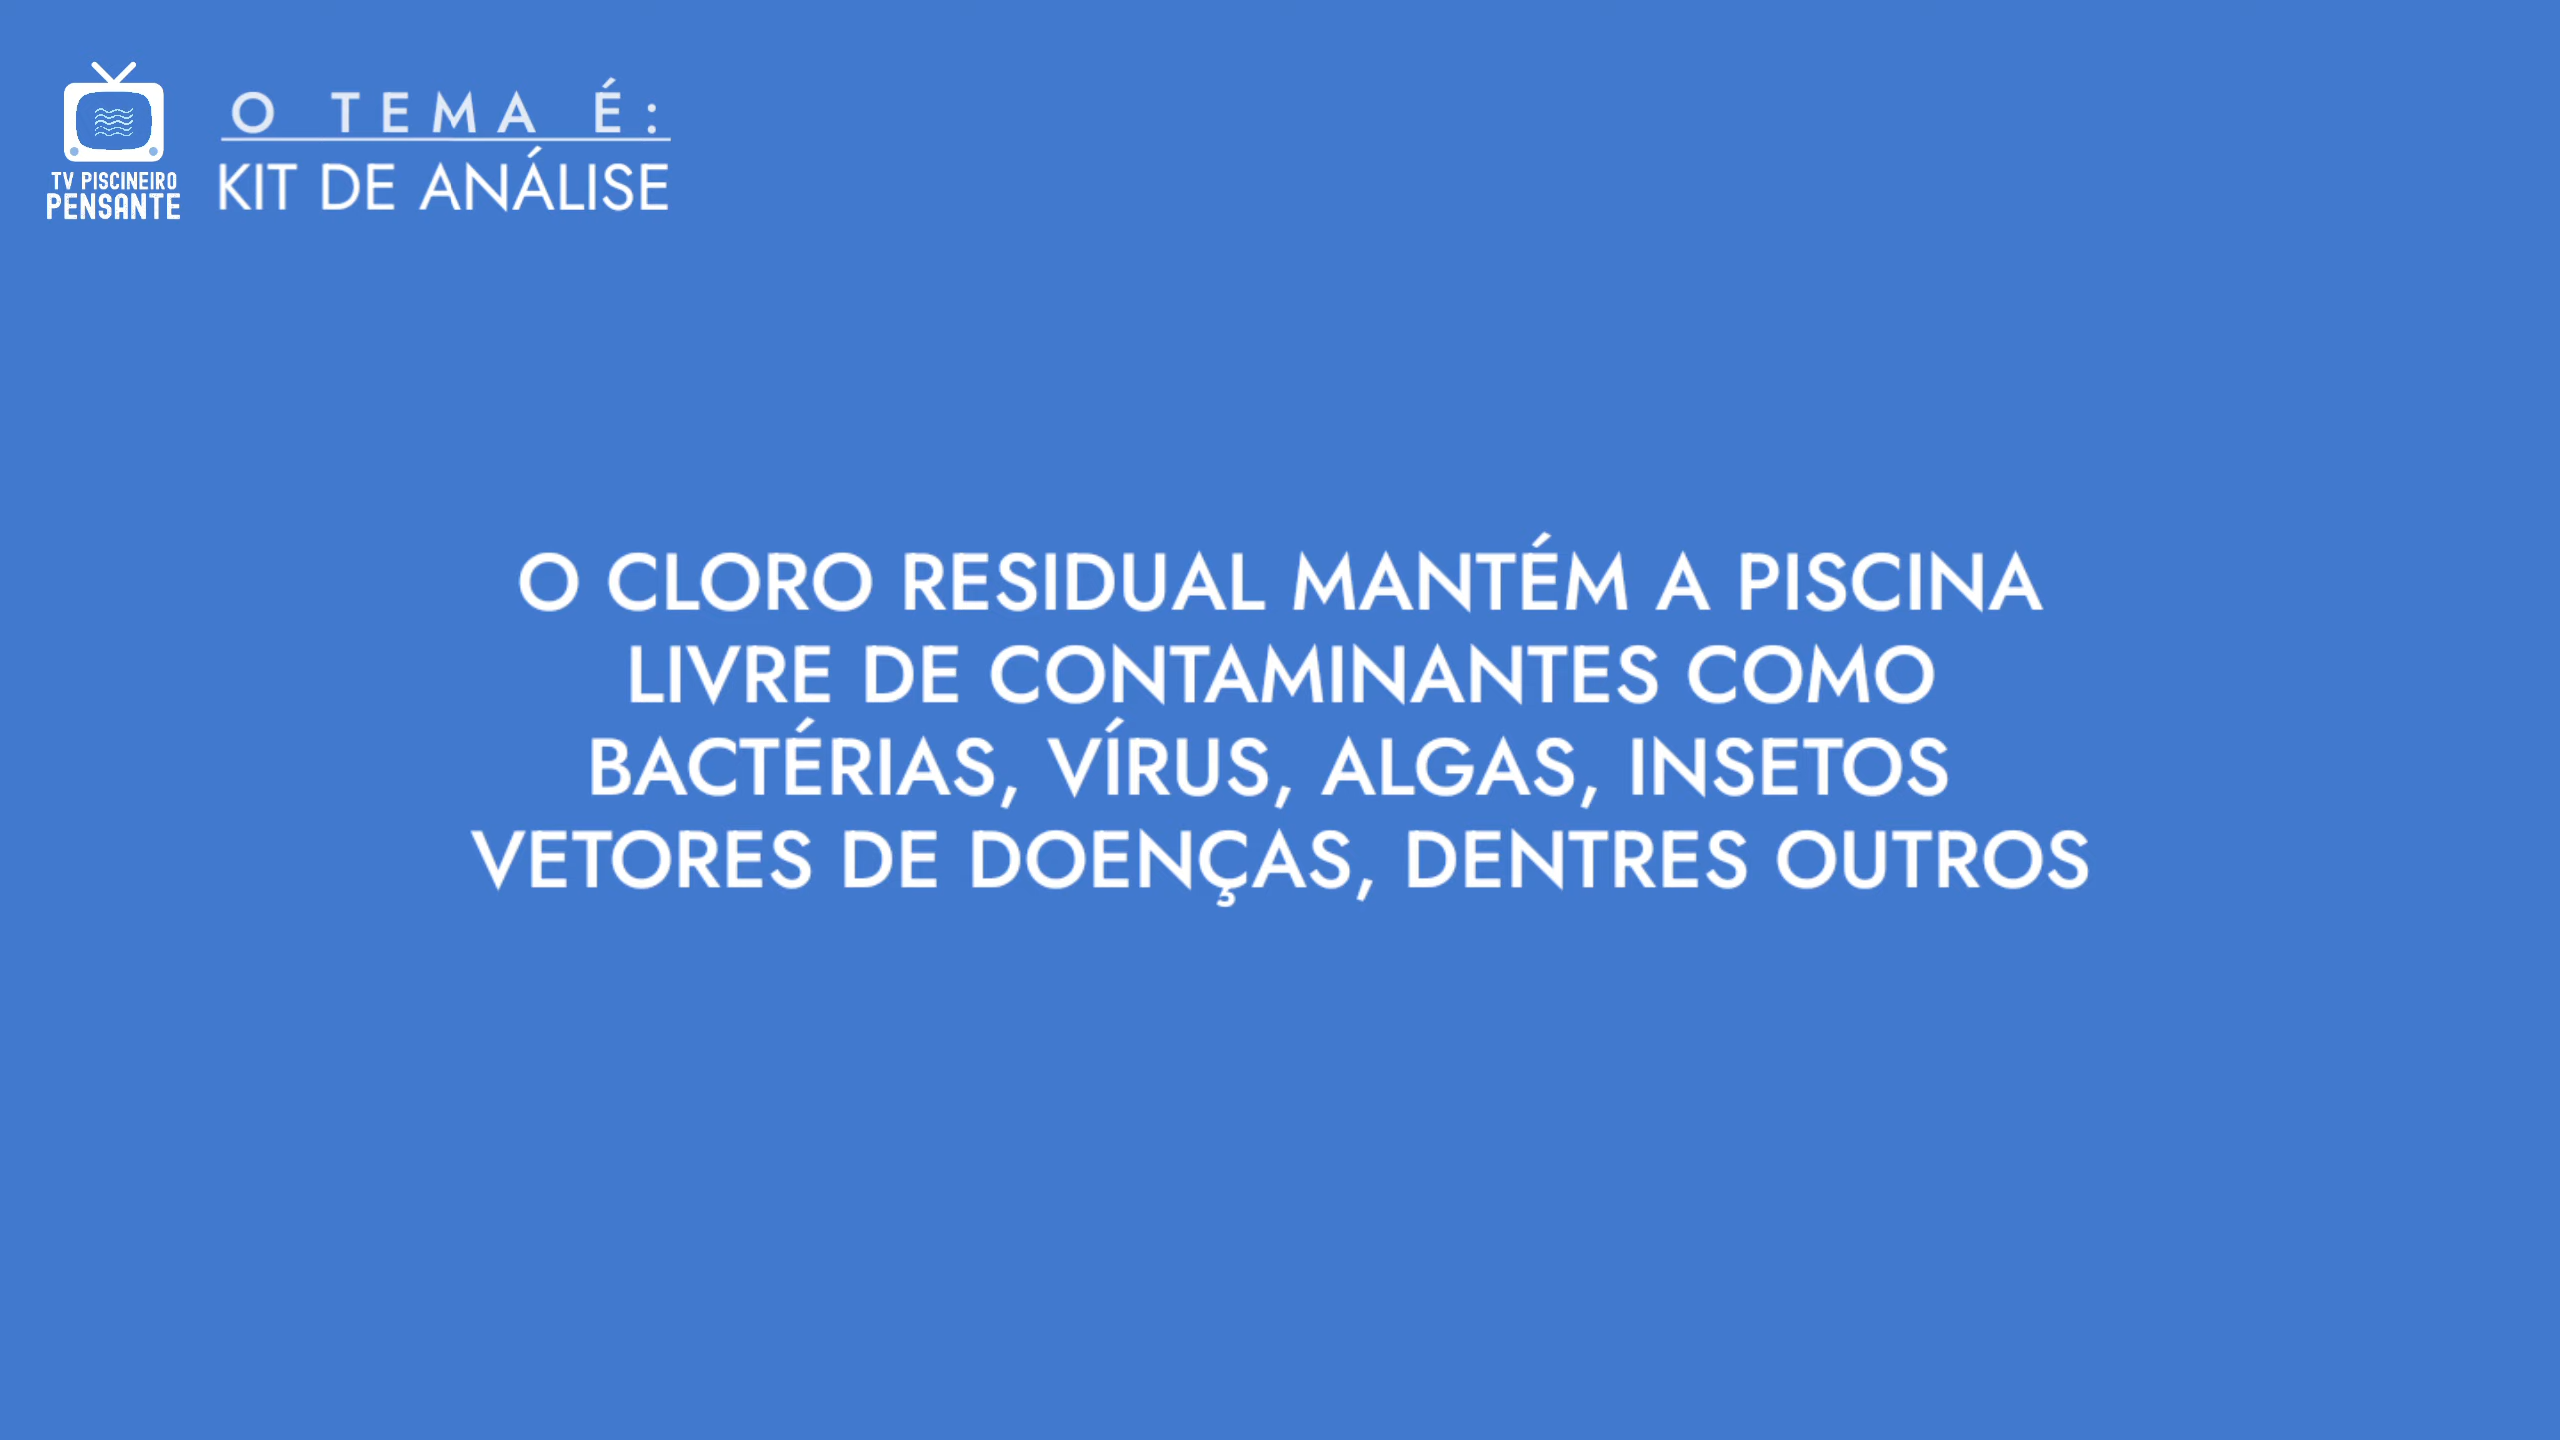 TV PISCINEIRO
PENSANTE
O TEMA É:
KIT DE ANÁLISE
O CLORO RESIDUAL MANTÉM A PISCINA
LIVRE DE CONTAMINANTES COMO
BACTÉRIAS, VÍRUS, ALGAS, INSETOS
VETORES DE DOENÇAS, DENTRES OUTROS